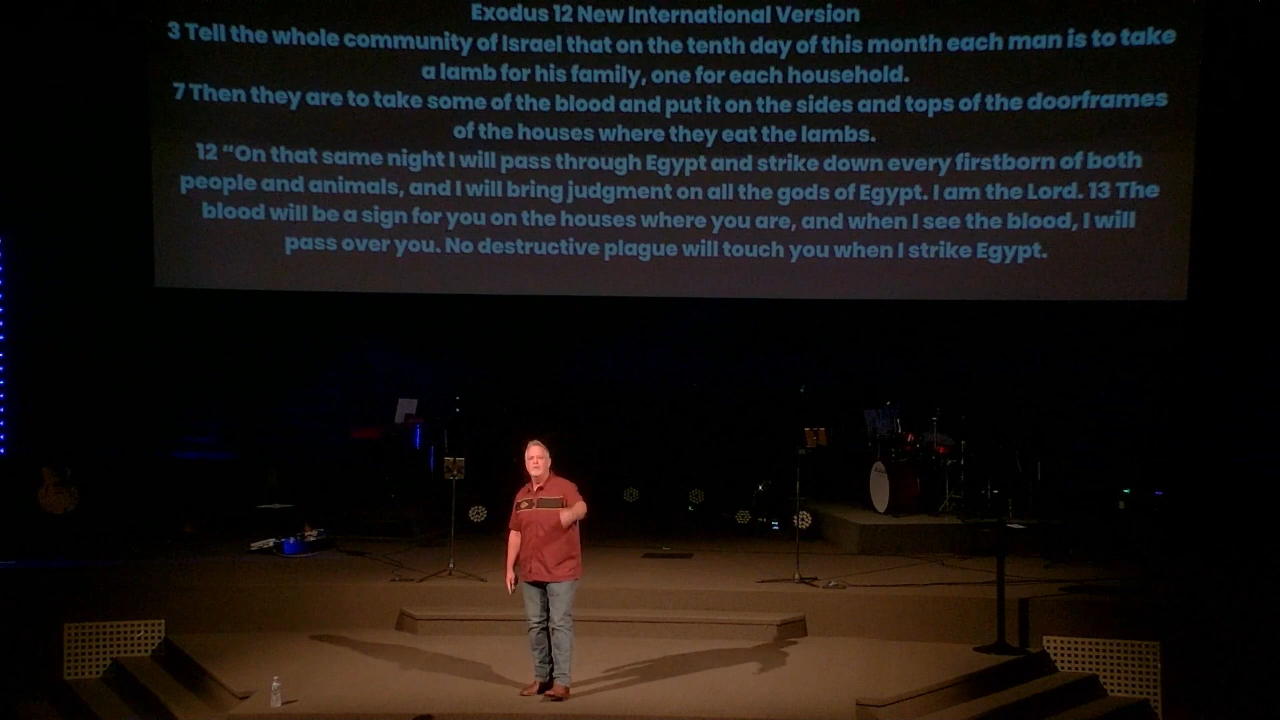 Exodus 12 New International Version
3 Tell the whole community of Israel that on the tenth day of this month each man is to take
a lamb for his family, one for each household.
7 Then they are to take some of the blood and put it on the sides and tops of the doorframes
of the houses where they eat the lambs.
12 “On that same night I will pass through Egypt and strike down every firstborn of both
people and animals, and I will bring judgment on all the gods of Egypt. I am the Lord. 13 The
blood will be a sign for you on the houses where you are, and when I see the blood, I will
pass over you. No destructive plague will touch you when I strike Egypt.